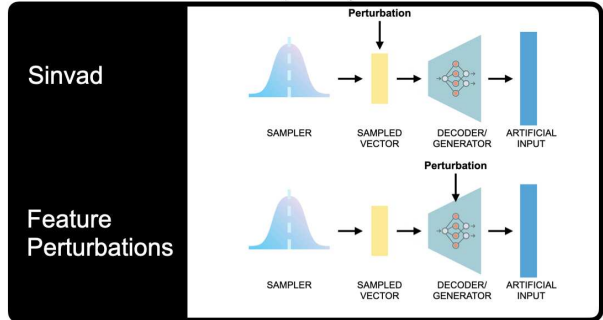 Sinvad
Perturbation
SAMPLER
SAMPLED
VECTOR
DECODER/
GENERATOR
ARTIFICIAL
INPUT
Feature
Perturbations
Perturbation
SAMPLER
SAMPLED
VECTOR
DECODER/
GENERATOR
ARTIFICIAL
INPUT